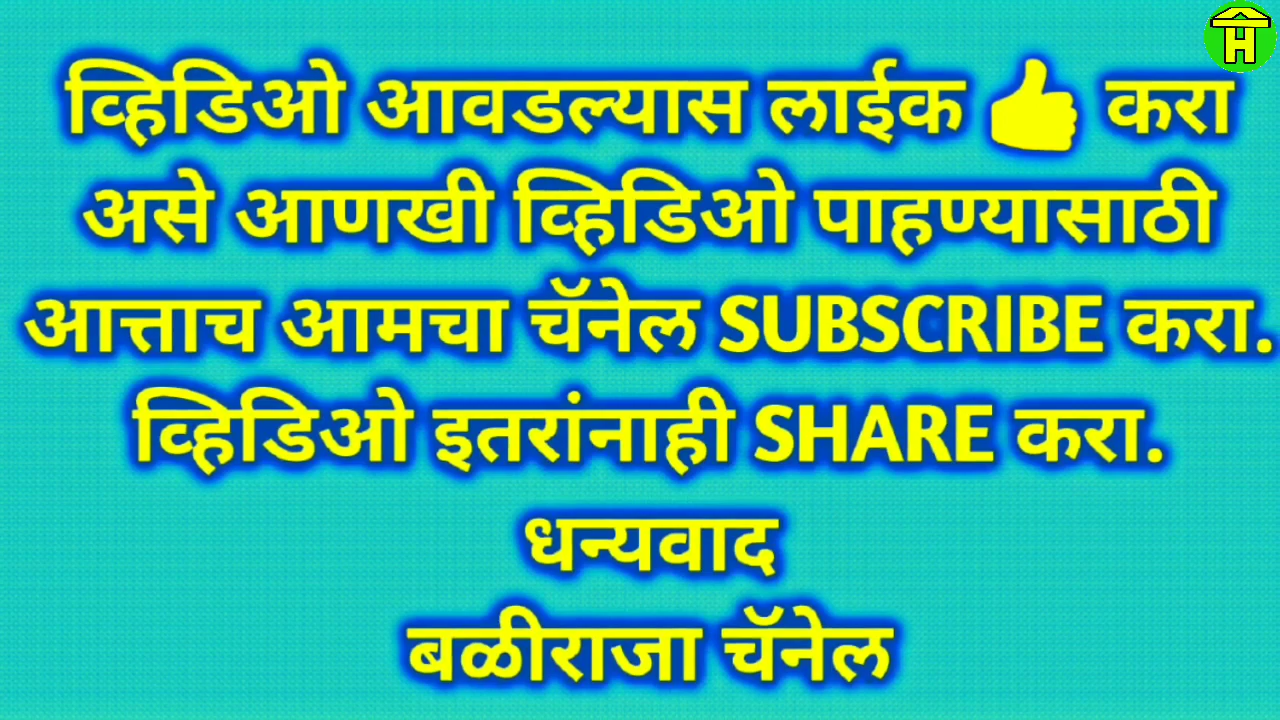 व्हिडिओ आवडल्यास लाईक 👍 करा
असे आणखी व्हिडिओ पाहण्यासाठी
आत्ताच आमचा चॅनेल SUBSCRIBE करा.
व्हिडिओ इतरांनाही SHARE करा.
धन्यवाद
बळीराजा चॅनेल
H